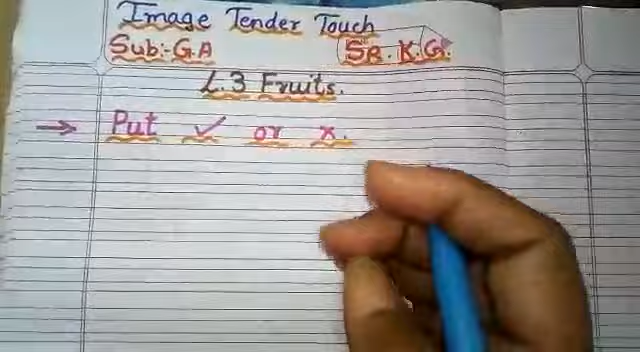 Image Tender Touch
Sub:- G.A
SR. K.G.
L.3 Fruits.
→ Put ✓ or x.